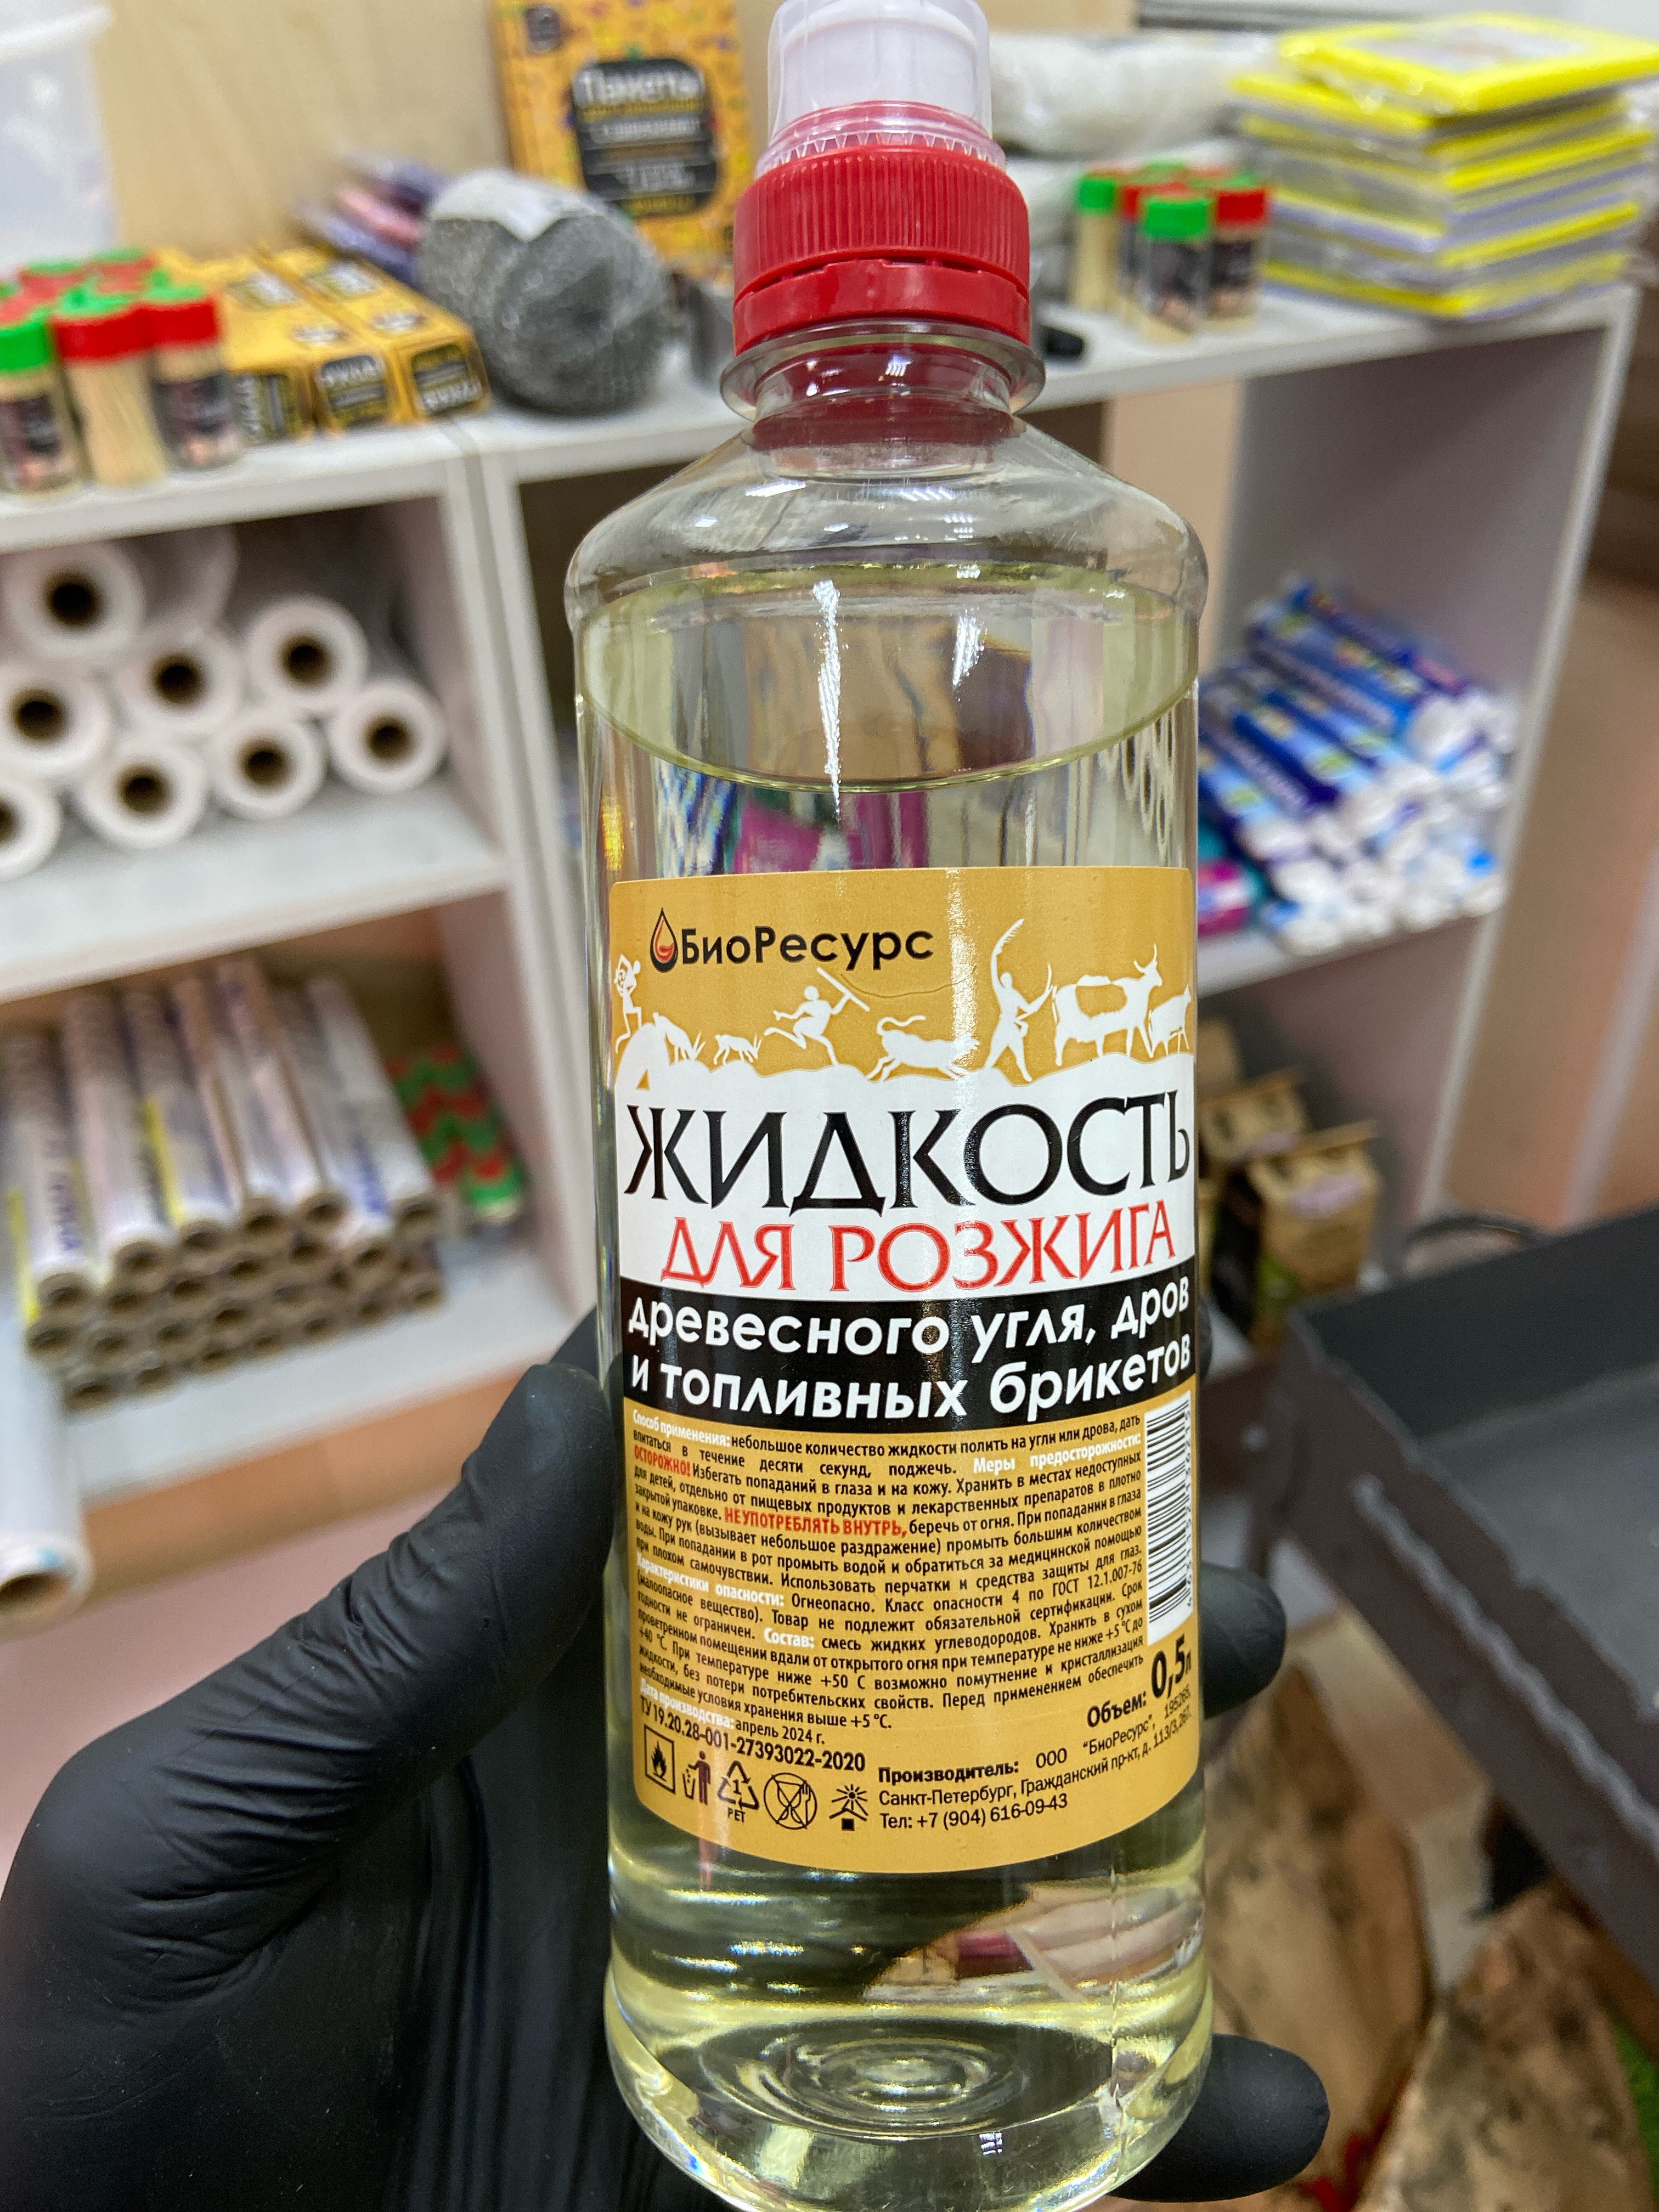 Пакеты
БиоРесурс
ЖИДКОСТЬ
ДЛЯ РОЗЖИГА
древесного угля, дров
и топливных брикетов
Способ применения: небольшое количество жидкости полить на угли или дрова, дать
впитаться в течение десяти секунд, поджечь. Меры предосторожности:
ОСТОРОЖНО! Избегать попаданий в глаза и на кожу. Хранить в местах недоступных
для детей, отдельно от пищевых продуктов и лекарственных препаратов в плотно
закрытой упаковке. НЕ УПОТРЕБЛЯТЬ ВНУТРЬ, беречь от огня. При попадании в глаза
и на кожу рук (вызывает небольшое раздражение) промыть большим количеством
воды. При попадании в рот промыть водой и обратиться за медицинской помощью
при плохом самочувствии. Использовать перчатки и средства защиты для глаз.
Характеристики опасности: Огнеопасно. Класс опасности 4 по ГОСТ 12.1.007-76
(малоопасное вещество). Товар не подлежит обязательной сертификации. Срок
годности не ограничен. Состав: смесь жидких углеводородов. Хранить в сухом
проветренном помещении вдали от открытого огня при температуре не ниже +5 °С до
+40 °С. При температуре ниже +50 С возможно помутнение и кристаллизация
жидкости, без потери потребительских свойств. Перед применением обеспечить
необходимые условия хранения выше +5 °С.
Дата производства: апрель 2024 г.
ТУ 19.20.28-001-27393022-2020
Объем: 0,5л
1
PET
Производитель: ООО "БиоРесурс", 195265,
Санкт-Петербург, Гражданский пр-кт, д. 113/3,267.
Тел: +7 (904) 616-09-43